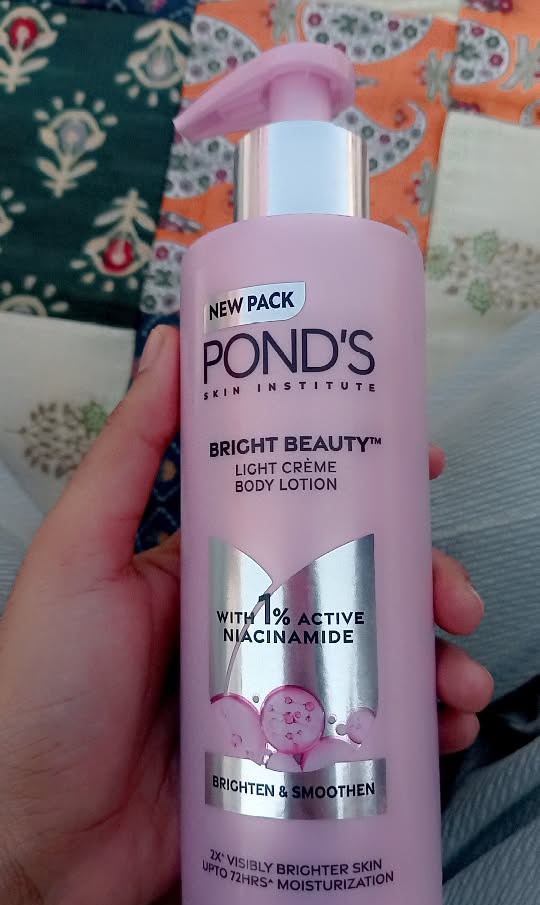 NEW PACK
POND'S
SKIN INSTITUTE
BRIGHT BEAUTY™
LIGHT CRÈME
BODY LOTION
WITH 1% ACTIVE
NIACINAMIDE
BRIGHTEN & SMOOTHEN
2X^ VISIBLY BRIGHTER SKIN
UPTO 72HRS^ MOISTURIZATION